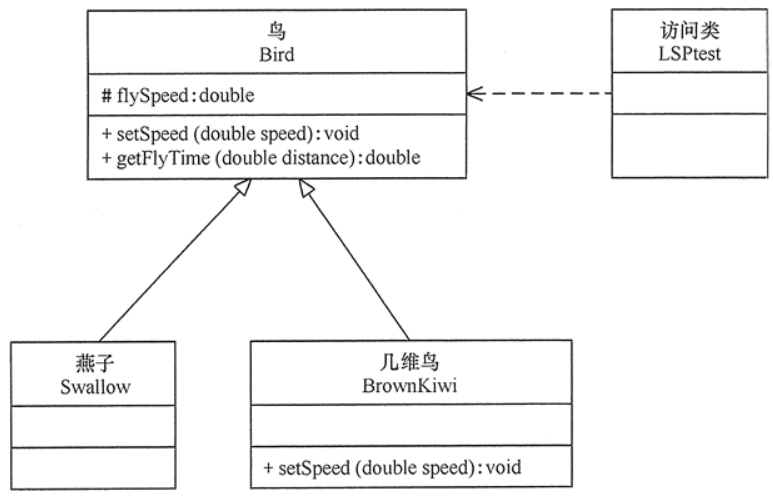 鸟
Bird
# flySpeed:double
+ setSpeed (double speed):void
+ getFlyTime (double distance):double
访问类
LSPtest
燕子
Swallow
几维鸟
BrownKiwi
+ setSpeed (double speed):void